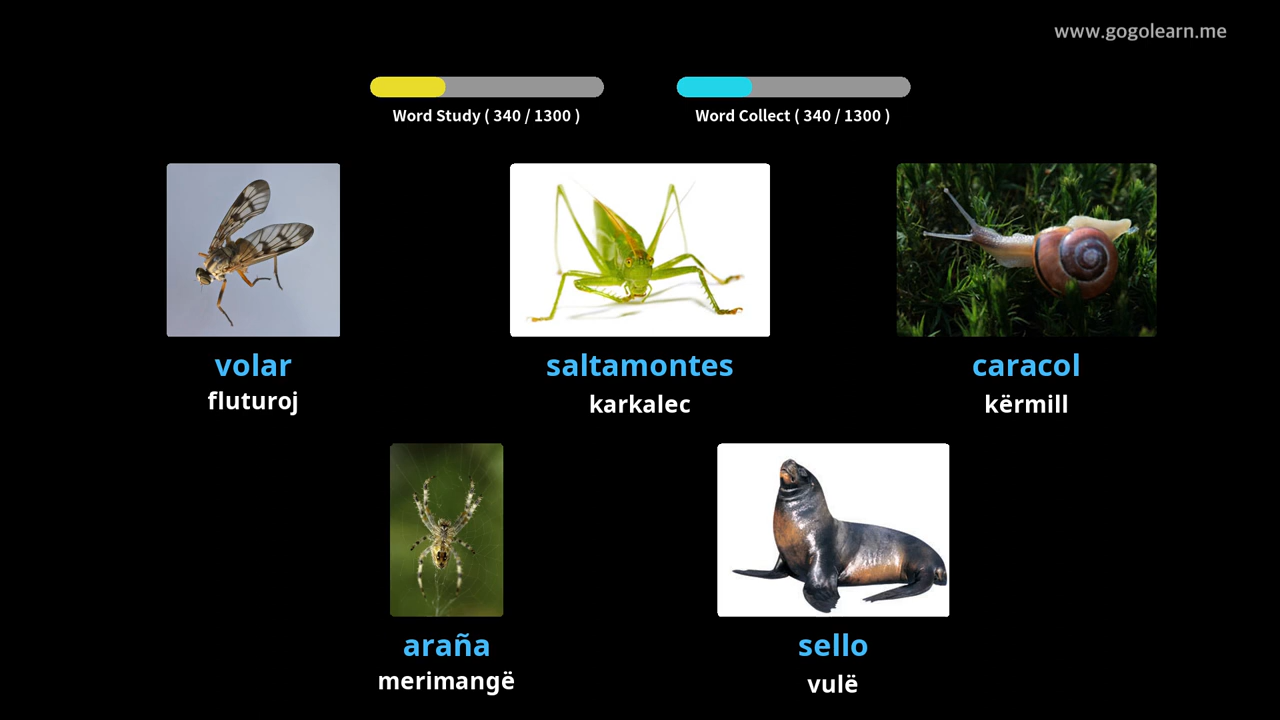 www.gogolearn.me
Word Study ( 340 / 1300 )
Word Collect ( 340 / 1300 )
volar
fluturoj
saltamontes
karkalec
caracol
kërmill
araña
merimangë
sello
vulë